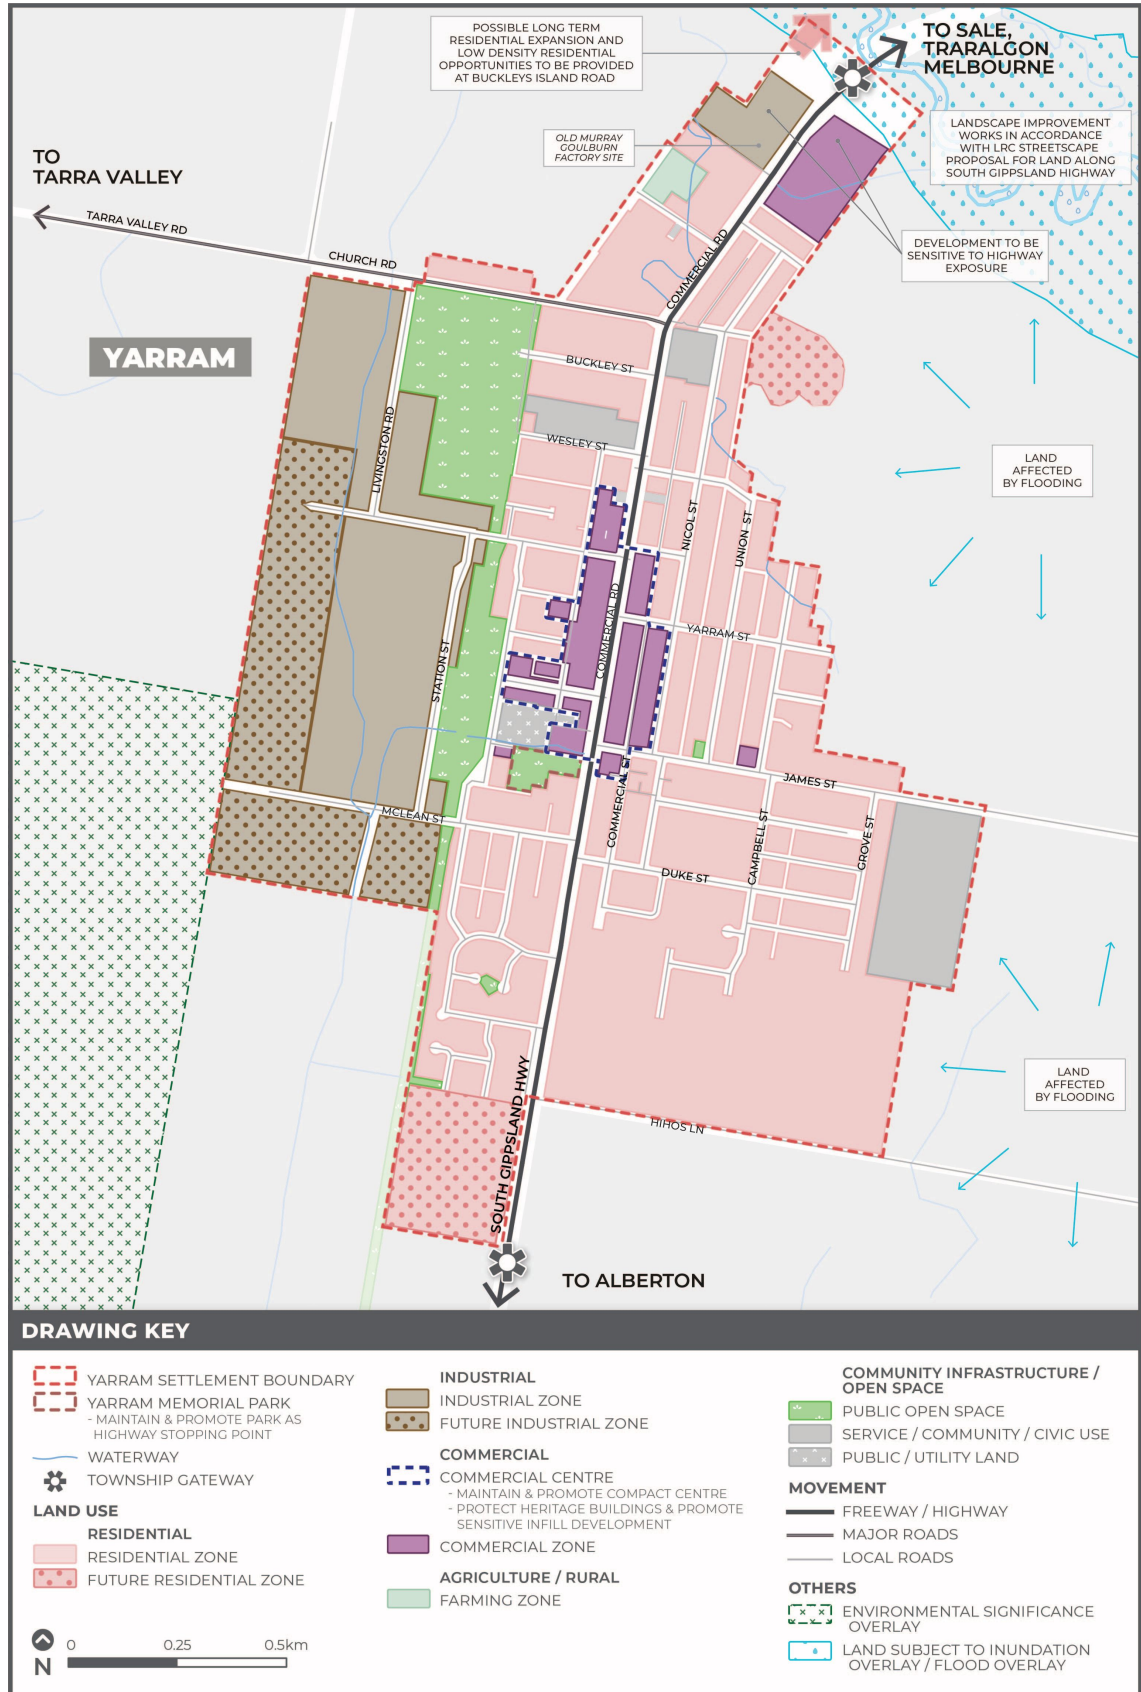 POSSIBLE LONG TERM
RESIDENTIAL EXPANSION AND
LOW DENSITY RESIDENTIAL
OPPORTUNITIES TO BE PROVIDED
AT BUCKLEYS ISLAND ROAD
TO SALE,
TRARALGON
MELBOURNE
OLD MURRAY
GOULBURN
FACTORY SITE
LANDSCAPE IMPROVEMENT
WORKS IN ACCORDANCE
WITH LRC STREETSCAPE
PROPOSAL FOR LAND ALONG
SOUTH GIPPSLAND HIGHWAY
TO
TARRA VALLEY
TARRA VALLEY RD
CHURCH RD
COMMERCIAL RD
DEVELOPMENT TO BE
SENSITIVE TO HIGHWAY
EXPOSURE
YARRAM
BUCKLEY ST
LIVINGSTON RD
WESLEY ST
LAND
AFFECTED
BY FLOODING
NICOL ST
UNION ST
COMMERCIAL RD
YARRAM ST
STATION ST
COMMERCIAL ST
JAMES ST
MCLEAN ST
CAMPBELL ST
GROVE ST
DUKE ST
SOUTH GIPPSLAND HWY
HIHOS LN
LAND
AFFECTED
BY FLOODING
TO ALBERTON
DRAWING KEY
YARRAM SETTLEMENT BOUNDARY
YARRAM MEMORIAL PARK
- MAINTAIN & PROMOTE PARK AS
HIGHWAY STOPPING POINT
WATERWAY
TOWNSHIP GATEWAY
LAND USE
RESIDENTIAL
RESIDENTIAL ZONE
FUTURE RESIDENTIAL ZONE
0 0.25 0.5km
N
INDUSTRIAL
INDUSTRIAL ZONE
FUTURE INDUSTRIAL ZONE
COMMERCIAL
COMMERCIAL CENTRE
- MAINTAIN & PROMOTE COMPACT CENTRE
- PROTECT HERITAGE BUILDINGS & PROMOTE
SENSITIVE INFILL DEVELOPMENT
COMMERCIAL ZONE
AGRICULTURE / RURAL
FARMING ZONE
COMMUNITY INFRASTRUCTURE /
OPEN SPACE
PUBLIC OPEN SPACE
SERVICE / COMMUNITY / CIVIC USE
PUBLIC / UTILITY LAND
MOVEMENT
FREEWAY / HIGHWAY
MAJOR ROADS
LOCAL ROADS
OTHERS
ENVIRONMENTAL SIGNIFICANCE
OVERLAY
LAND SUBJECT TO INUNDATION
OVERLAY / FLOOD OVERLAY